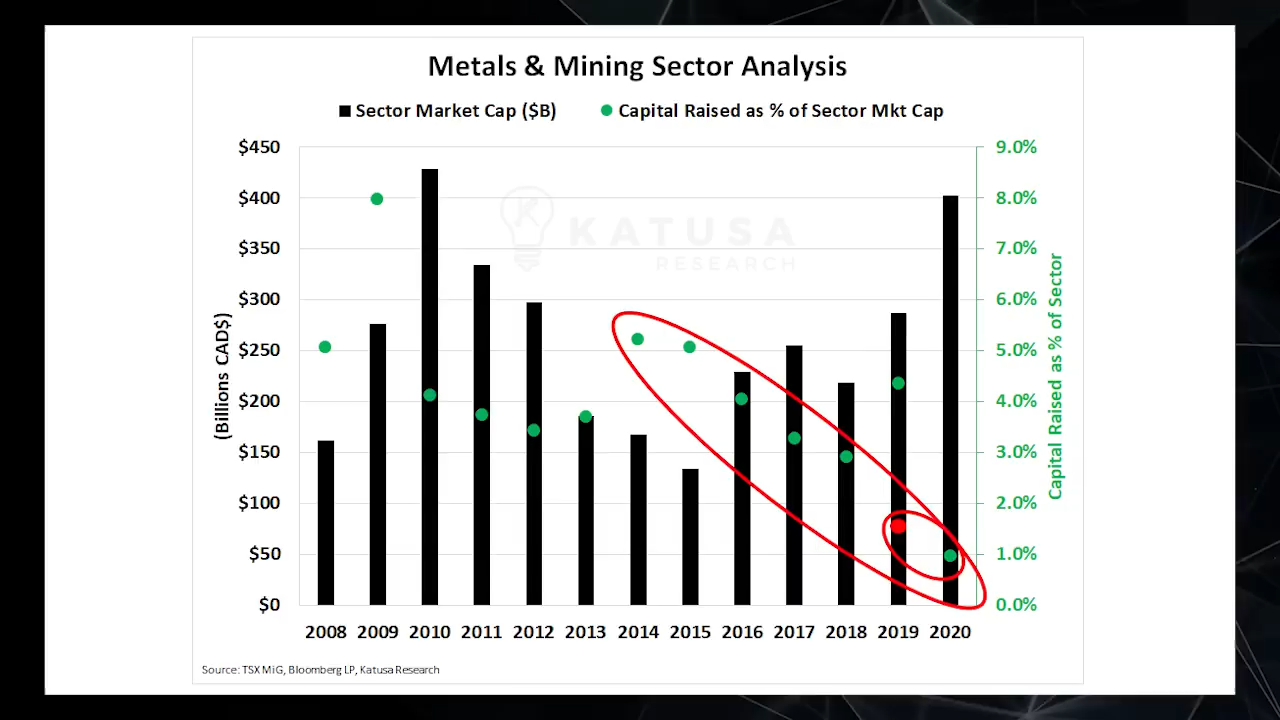 Metals & Mining Sector Analysis
Sector Market Cap ($B) Capital Raised as % of Sector Mkt Cap
$450
$400
$350
$300
$250
$200
$150
$100
$50
$0
(Billions CAD$)
KATUSA
RESEARCH
9.0%
8.0%
7.0%
6.0%
5.0%
4.0%
3.0%
2.0%
1.0%
0.0%
Capital Raised as % of Sector
2008 2009 2010 2011 2012 2013 2014 2015 2016 2017 2018 2019 2020
Source: TSX MiG, Bloomberg LP, Katusa Research